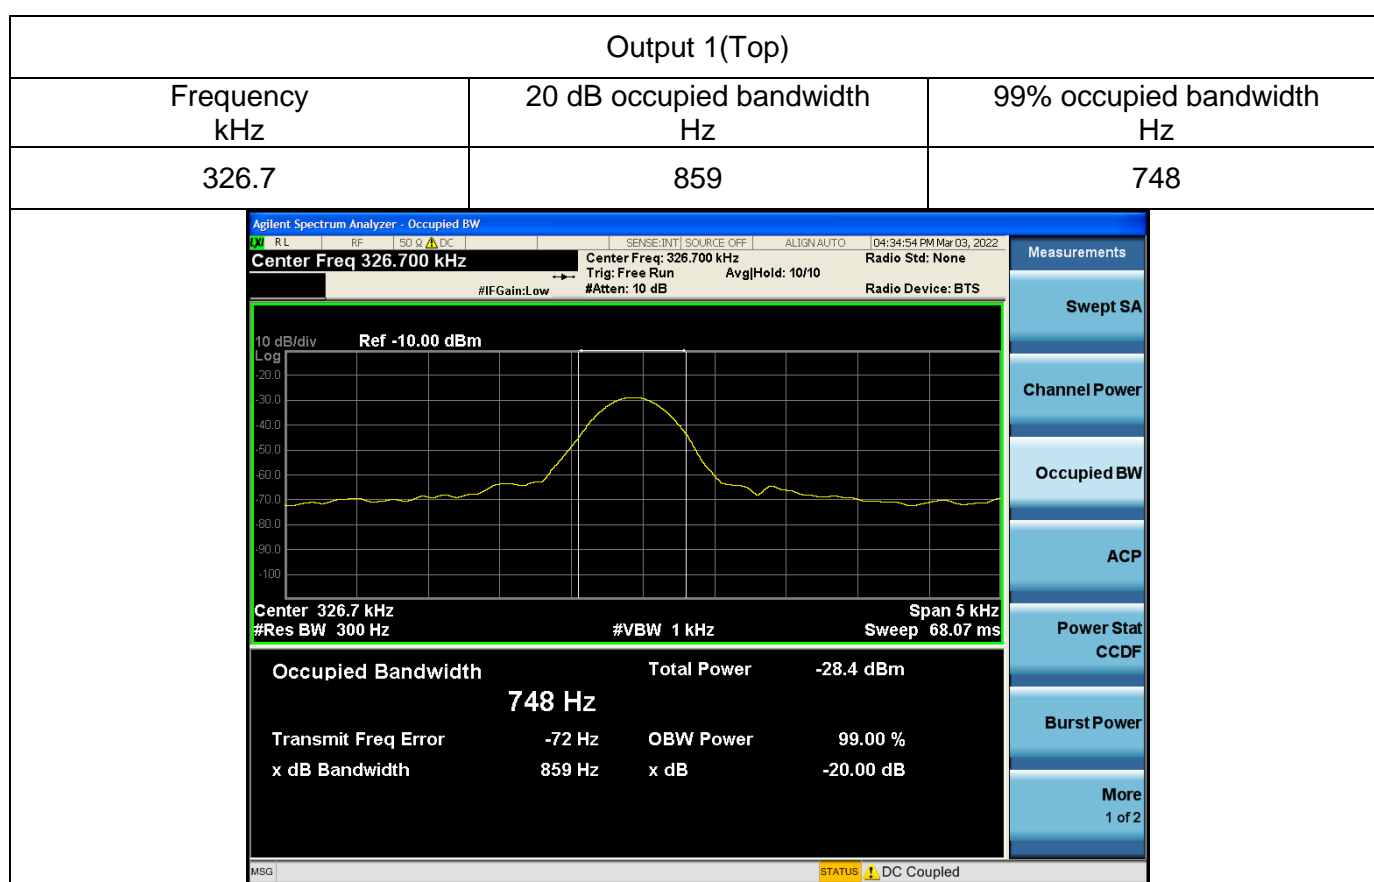 Output 1(Top)
Frequency
kHz
20 dB occupied bandwidth
Hz
99% occupied bandwidth
Hz
326.7
859
748
Agilent Spectrum Analyzer - Occupied BW
LXI RL RF 50 Ω DC SENSE:INT SOURCE OFF ALIGN AUTO 04:34:54 PM Mar 03, 2022
Center Freq 326.700 kHz
Center Freq: 326.700 kHz
Radio Std: None
Trig: Free Run Avg|Hold: 10/10
#IFGain:Low
#Atten: 10 dB
Radio Device: BTS
10 dB/div Ref -10.00 dBm
Log
-20.0
-30.0
-40.0
-50.0
-60.0
-70.0
-80.0
-90.0
-100
Center 326.7 kHz Span 5 kHz
#Res BW 300 Hz #VBW 1 kHz Sweep 68.07 ms
Occupied Bandwidth Total Power -28.4 dBm
748 Hz
Transmit Freq Error -72 Hz OBW Power 99.00 %
x dB Bandwidth 859 Hz x dB -20.00 dB
Measurements
Swept SA
Channel Power
Occupied BW
ACP
Power Stat
CCDF
Burst Power
More
1 of 2
MSG STATUS DC Coupled